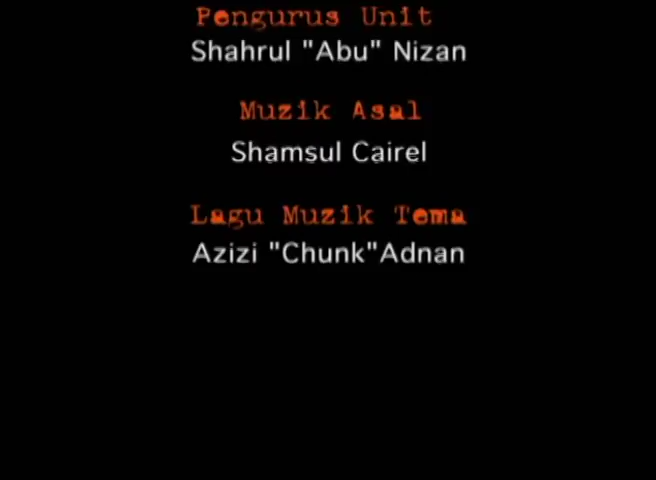 Pengurus Unit
Shahrul "Abu" Nizan
Muzik Asal
Shamsul Cairel
Lagu Muzik Tema
Azizi "Chunk"Adnan